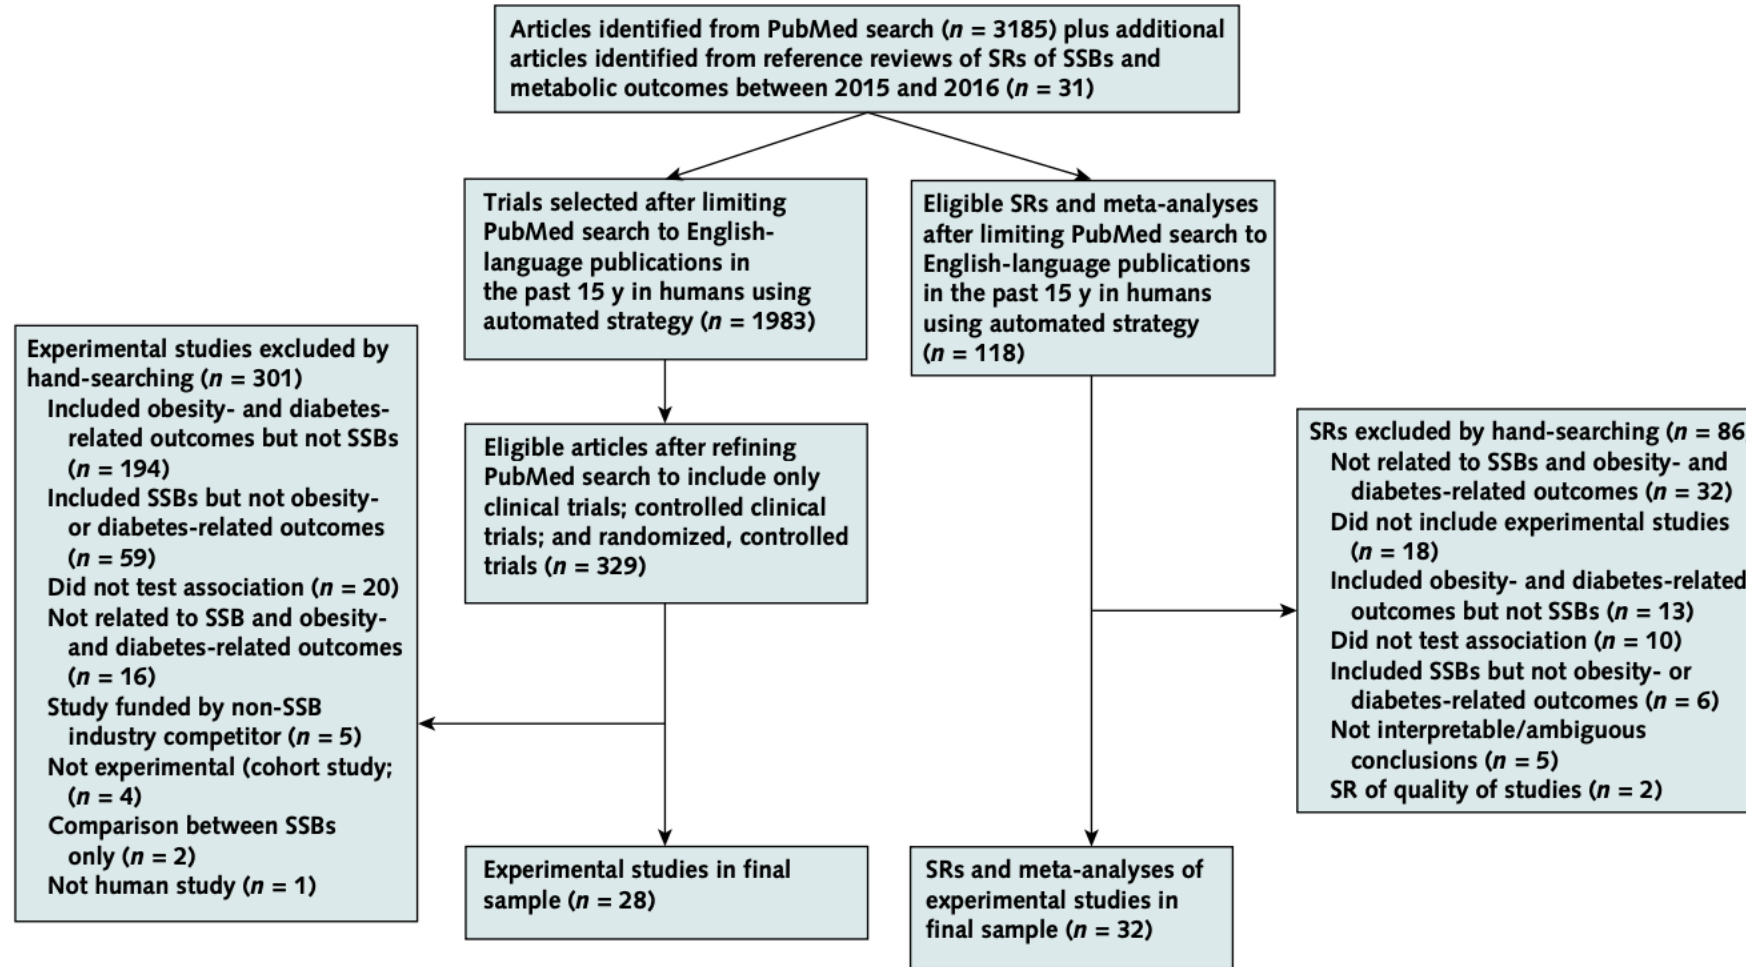 Articles identified from PubMed search (n = 3185) plus additional
articles identified from reference reviews of SRs of SSBs and
metabolic outcomes between 2015 and 2016 (n = 31)
Trials selected after limiting
PubMed search to English-
language publications in
the past 15 y in humans using
automated strategy (n = 1983)
Eligible SRs and meta-analyses
after limiting PubMed search to
English-language publications
in the past 15 y in humans
using automated strategy
(n = 118)
Experimental studies excluded by
hand-searching (n = 301)
Included obesity- and diabetes-
related outcomes but not SSBs
(n = 194)
Included SSBs but not obesity-
or diabetes-related outcomes
(n = 59)
Did not test association (n = 20)
Not related to SSB and obesity-
and diabetes-related outcomes
(n = 16)
Study funded by non-SSB
industry competitor (n = 5)
Not experimental (cohort study;
(n = 4)
Comparison between SSBs
only (n = 2)
Not human study (n = 1)
Eligible articles after refining
PubMed search to include only
clinical trials; controlled clinical
trials; and randomized, controlled
trials (n = 329)
SRs excluded by hand-searching (n = 86
Not related to SSBs and obesity- and
diabetes-related outcomes (n = 32)
Did not include experimental studies
(n = 18)
Included obesity- and diabetes-related
outcomes but not SSBs (n = 13)
Did not test association (n = 10)
Included SSBs but not obesity- or
diabetes-related outcomes (n = 6)
Not interpretable/ambiguous
conclusions (n = 5)
SR of quality of studies (n = 2)
Experimental studies in final
sample (n = 28)
SRs and meta-analyses of
experimental studies in
final sample (n = 32)